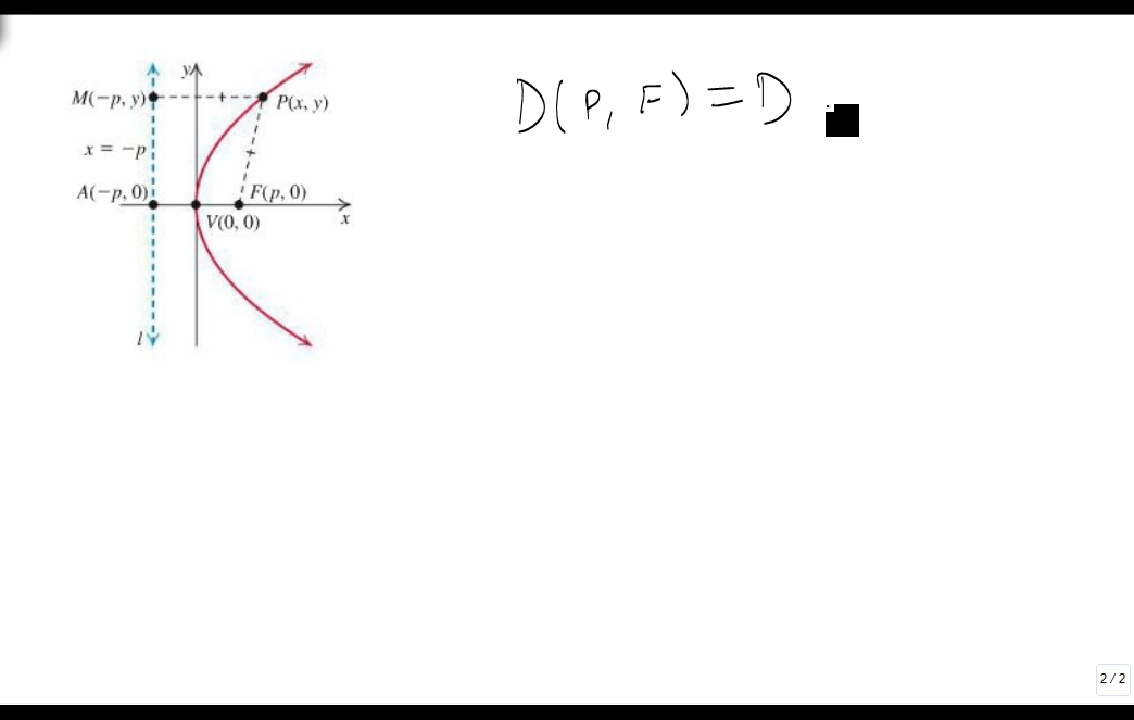 y
M(−p, y)
P(x, y)
D(P, F) = D
x = −p
A(−p, 0)
F(p, 0)
V(0, 0)
x
l
2 / 2